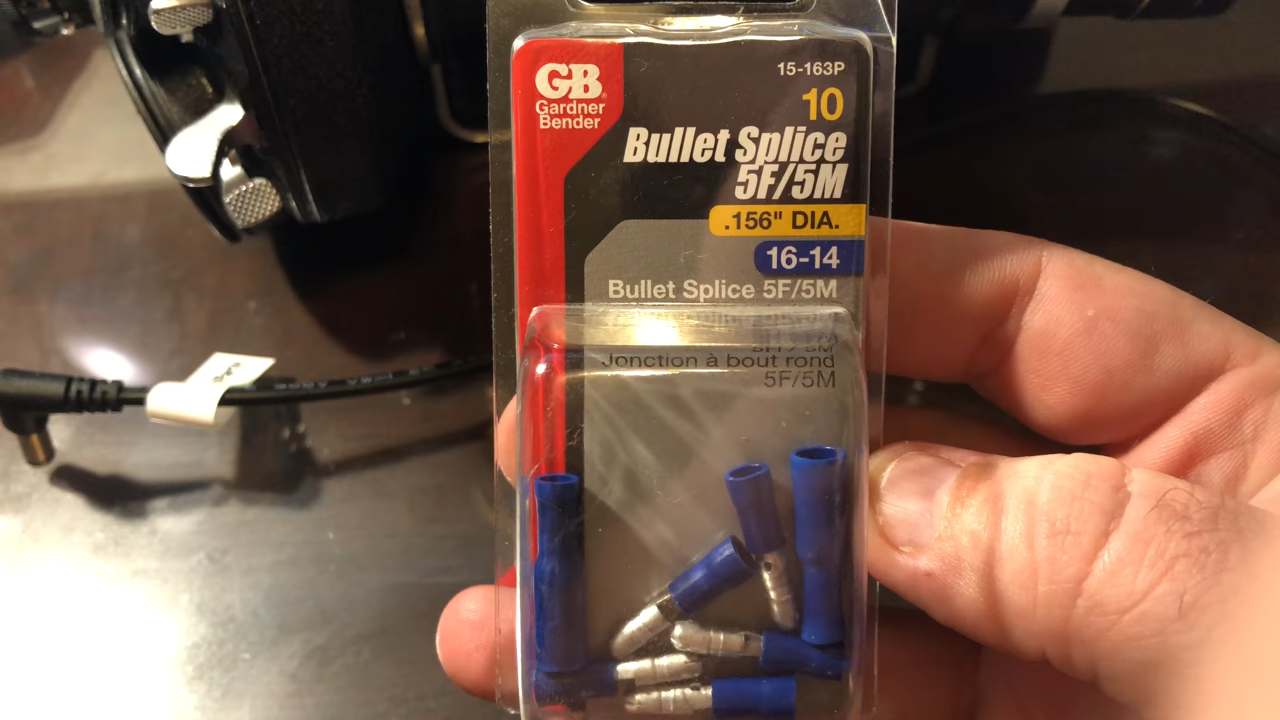 15-163P
GB
Gardner
Bender
10
Bullet Splice
5F/5M
.156" DIA.
16-14
Bullet Splice 5F/5M
Jonction à bout rond
5F/5M